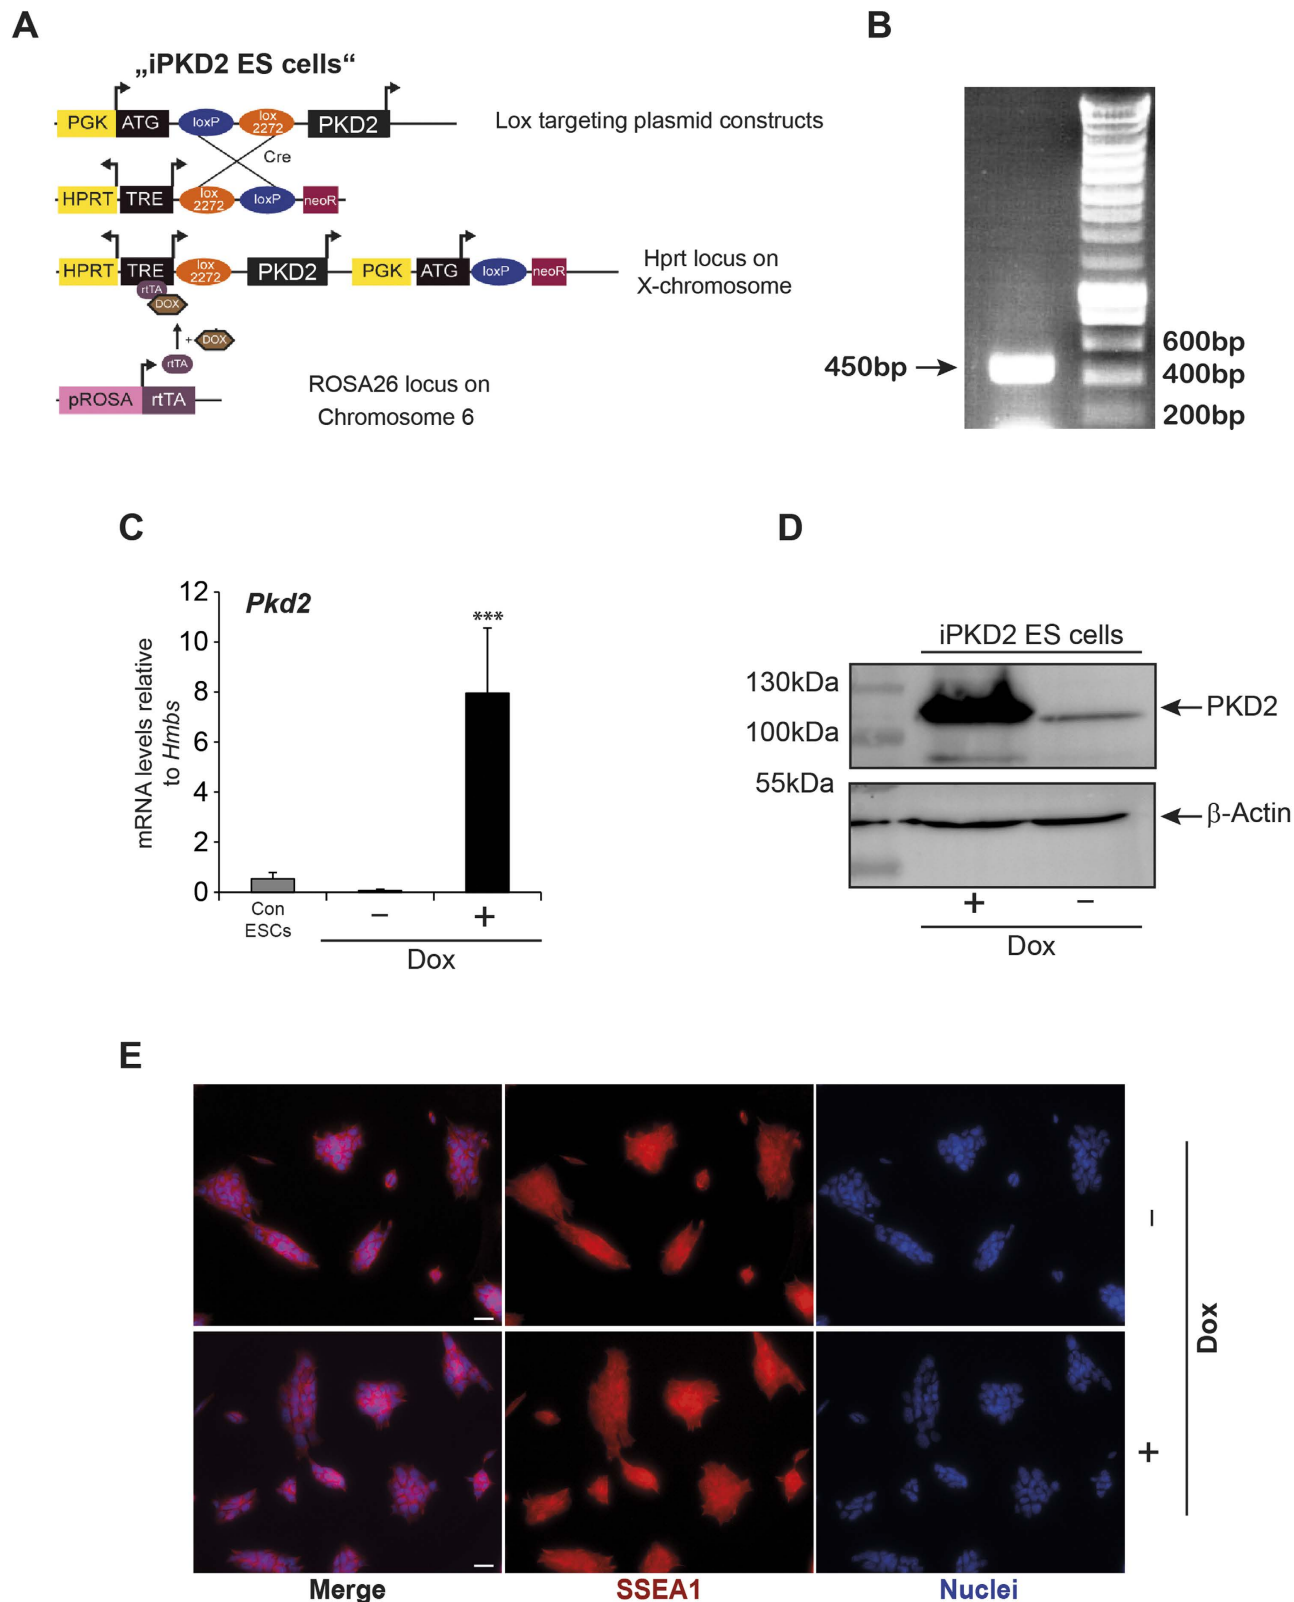 A
„iPKD2 ES cells“
PGK ATG loxP lox 2272 PKD2
Lox targeting plasmid constructs
Cre
HPRT TRE lox 2272 loxP neoR
HPRT TRE lox 2272 PKD2 PGK ATG loxP neoR
Hprt locus on
X-chromosome
rtTA
DOX
+ DOX
rtTA
pROSA rtTA
ROSA26 locus on
Chromosome 6
B
450bp
600bp
400bp
200bp
C
Pkd2
mRNA levels relative
to Hmbs
12
10
8
6
4
2
0
***
Con
ESCs
− +
Dox
D
iPKD2 ES cells
130kDa
100kDa
55kDa
PKD2
β-Actin
+ −
Dox
E
−
+
Dox
Merge SSEA1 Nuclei